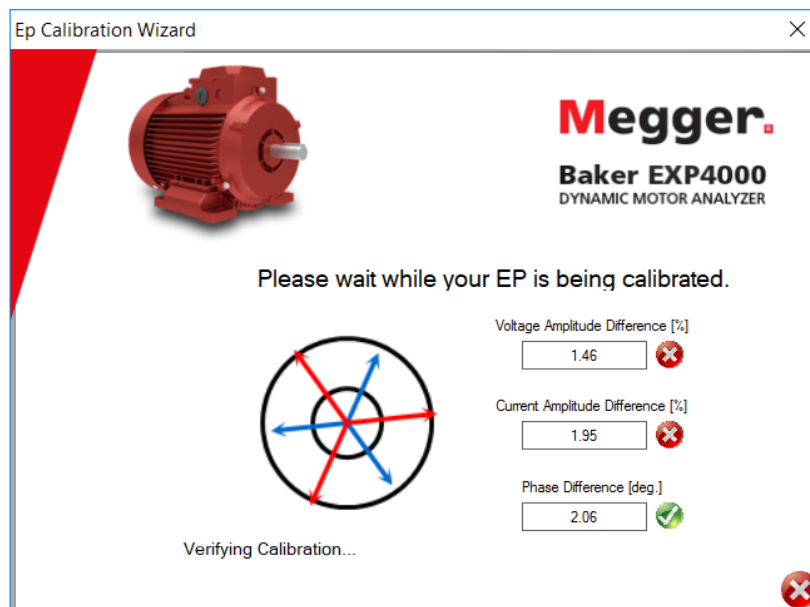 Ep Calibration Wizard
Megger.
Baker EXP4000
DYNAMIC MOTOR ANALYZER
Please wait while your EP is being calibrated.
Voltage Amplitude Difference [%]
1.46
Current Amplitude Difference [%]
1.95
Phase Difference [deg.]
2.06
Verifying Calibration...